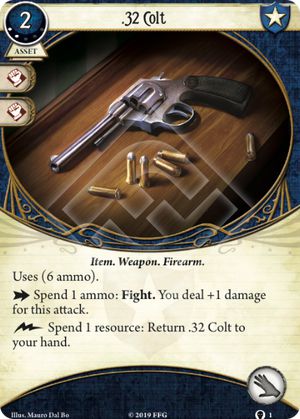 .32 Colt
2
ASSET
Item. Weapon. Firearm.
Uses (6 ammo).
Spend 1 ammo: Fight. You deal +1 damage
for this attack.
Spend 1 resource: Return .32 Colt to
your hand.
Illus. Mauro Dal Bo
© 2019 FFG
1